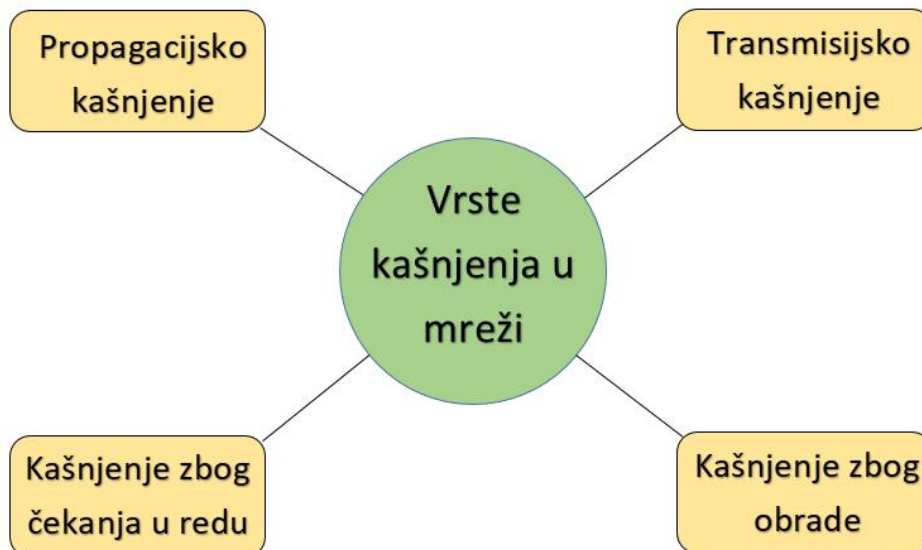 Propagacijsko
kašnjenje
Transmisijsko
kašnjenje
Vrste
kašnjenja u
mreži
Kašnjenje zbog
čekanja u redu
Kašnjenje zbog
obrade